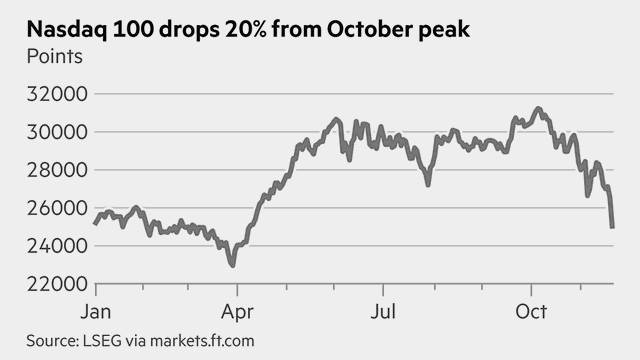 Nasdaq 100 drops 20% from October peak
Points
32000
30000
28000
26000
24000
22000
Jan Apr Jul Oct
Source: LSEG via markets.ft.com